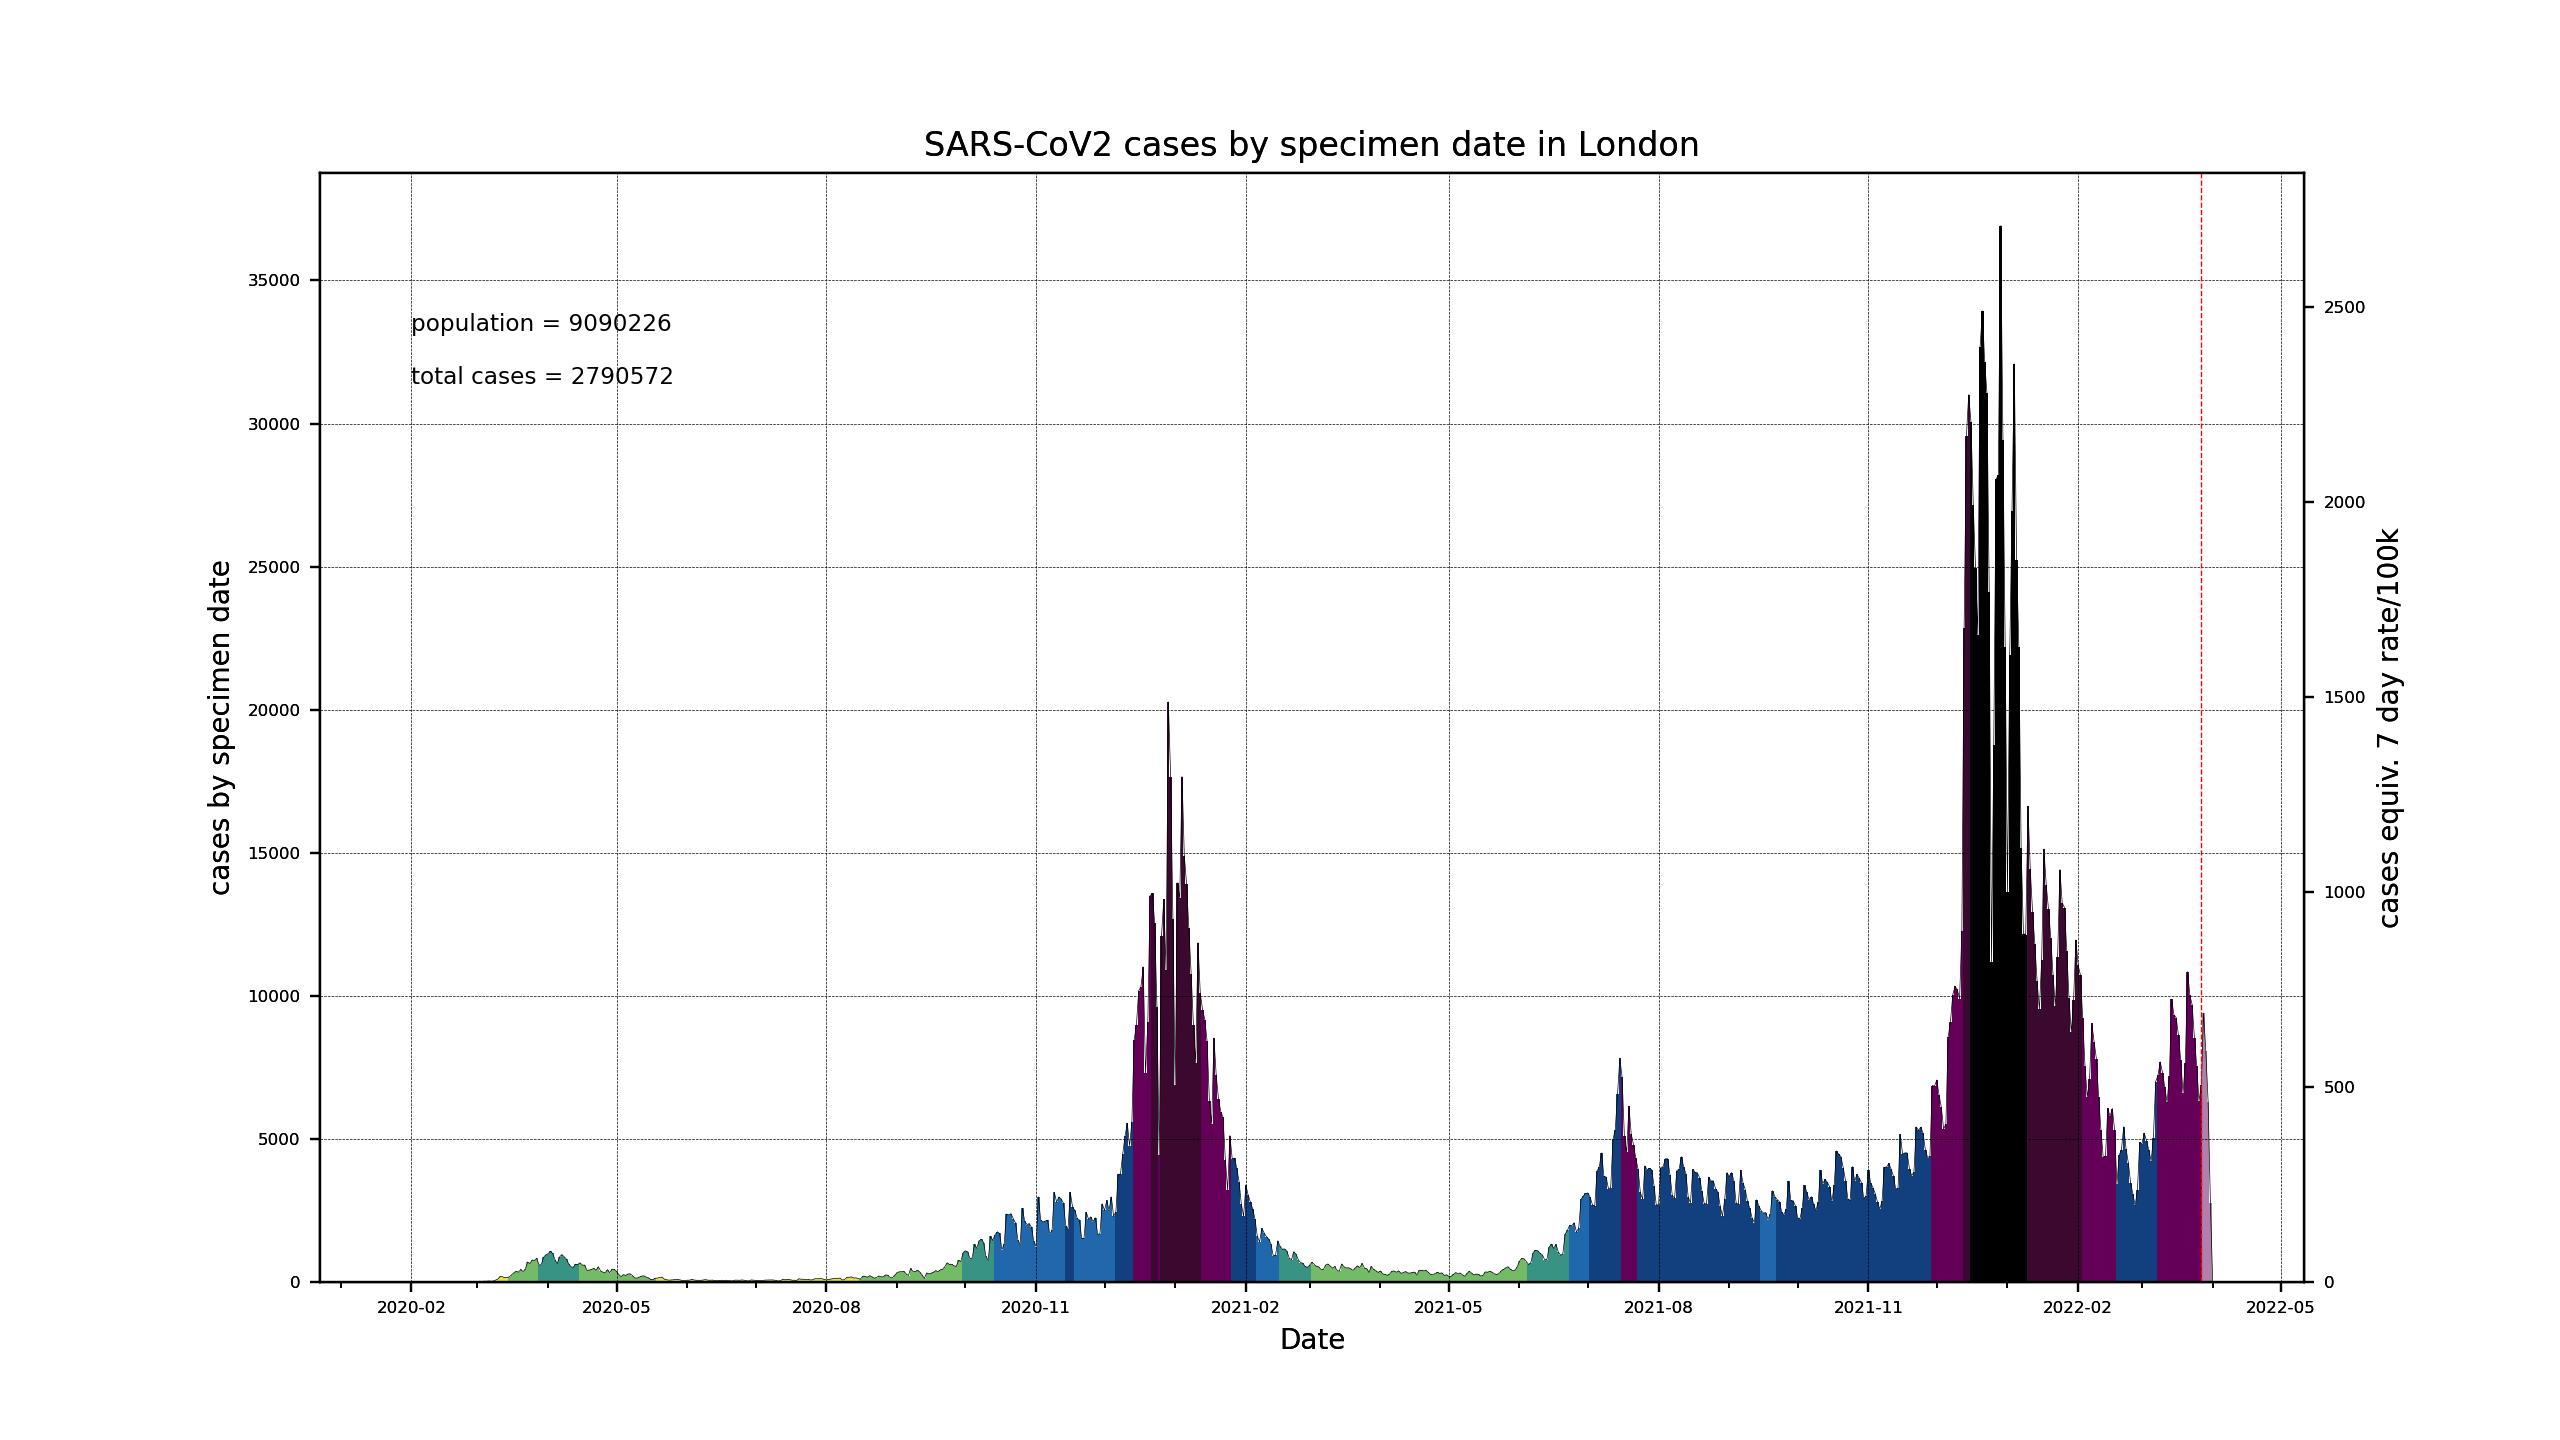 SARS-CoV2 cases by specimen date in London
population = 9090226
total cases = 2790572
cases by specimen date
35000
30000
25000
20000
15000
10000
5000
0
2500
2000
1500
1000
500
0
cases equiv. 7 day rate/100k
2020-02 2020-05 2020-08 2020-11 2021-02 2021-05 2021-08 2021-11 2022-02 2022-05
Date